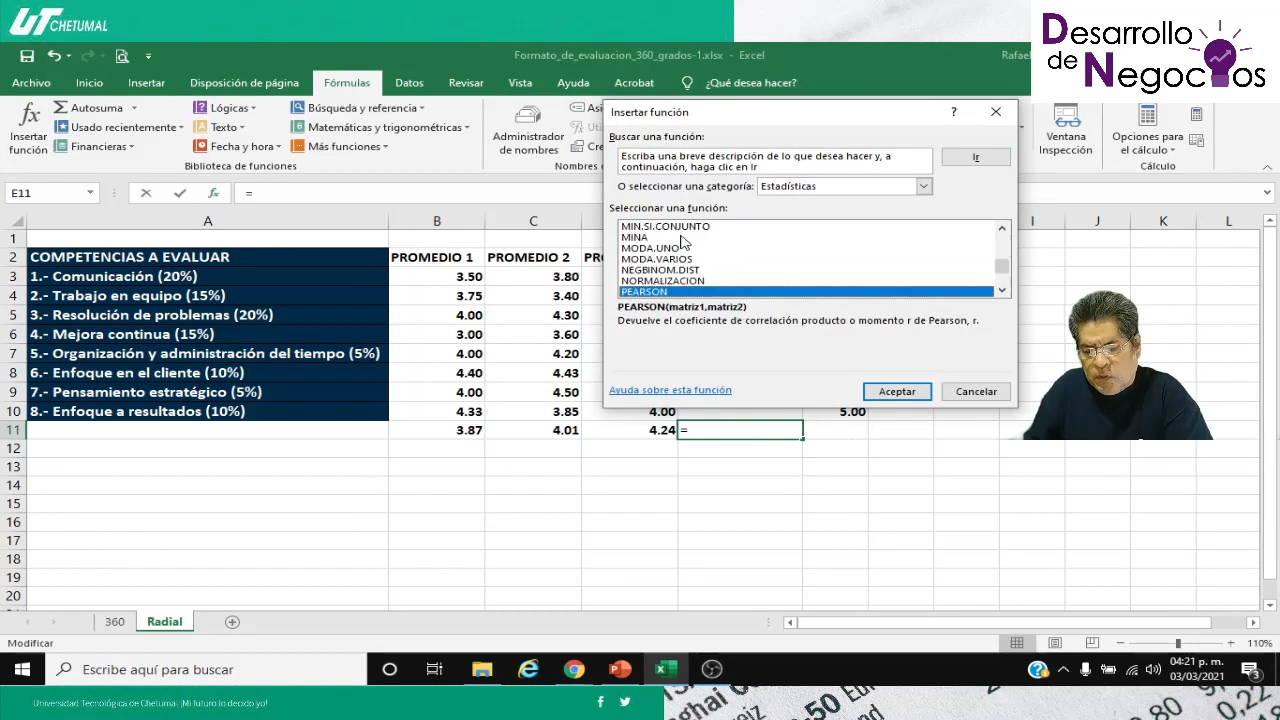 UT CHETUMAL
Desarrollo
de Negocios
Formato_de_evaluacion_360_grados-1.xlsx - Excel
Rafael
Archivo Inicio Insertar Disposición de página Fórmulas Datos Revisar Vista Ayuda Acrobat ¿Qué desea hacer?
Insertar función
Autosuma
Usado recientemente
Financieras
Lógicas
Texto
Fecha y hora
Búsqueda y referencia
Matemáticas y trigonométricas
Más funciones
Biblioteca de funciones
Administrador de nombres
Ventana Inspección
Opciones para el cálculo
Cálculo
Insertar función
? ×
Buscar una función:
Escriba una breve descripción de lo que desea hacer y, a
continuación, haga clic en Ir
Ir
O seleccionar una categoría: Estadísticas
Seleccionar una función:
MIN.SI.CONJUNTO
MINA
MODA.UNO
MODA.VARIOS
NEGBINOM.DIST
NORMALIZACION
PEARSON
PEARSON(matriz1,matriz2)
Devuelve el coeficiente de correlación producto o momento r de Pearson, r.
Ayuda sobre esta función
Aceptar Cancelar
E11 =
A B C I J K L
1
2 COMPETENCIAS A EVALUAR PROMEDIO 1 PROMEDIO 2
3 1.- Comunicación (20%) 3.50 3.80
4 2.- Trabajo en equipo (15%) 3.75 3.40
5 3.- Resolución de problemas (20%) 4.00 4.30
6 4.- Mejora continua (15%) 3.00 3.60
7 5.- Organización y administración del tiempo (5%) 4.00 4.20
8 6.- Enfoque en el cliente (10%) 4.40 4.43
9 7.- Pensamiento estratégico (5%) 4.00 4.50
10 8.- Enfoque a resultados (10%) 4.33 3.85 4.00 5.00
11 3.87 4.01 4.24 =
12
13
14
15
16
17
18
19
20
360 Radial
Modificar
110%
Escribe aquí para buscar
04:21 p. m.
03/03/2021
3
Universidad Tecnológica de Chetumal ¡Mi futuro lo decido yo!